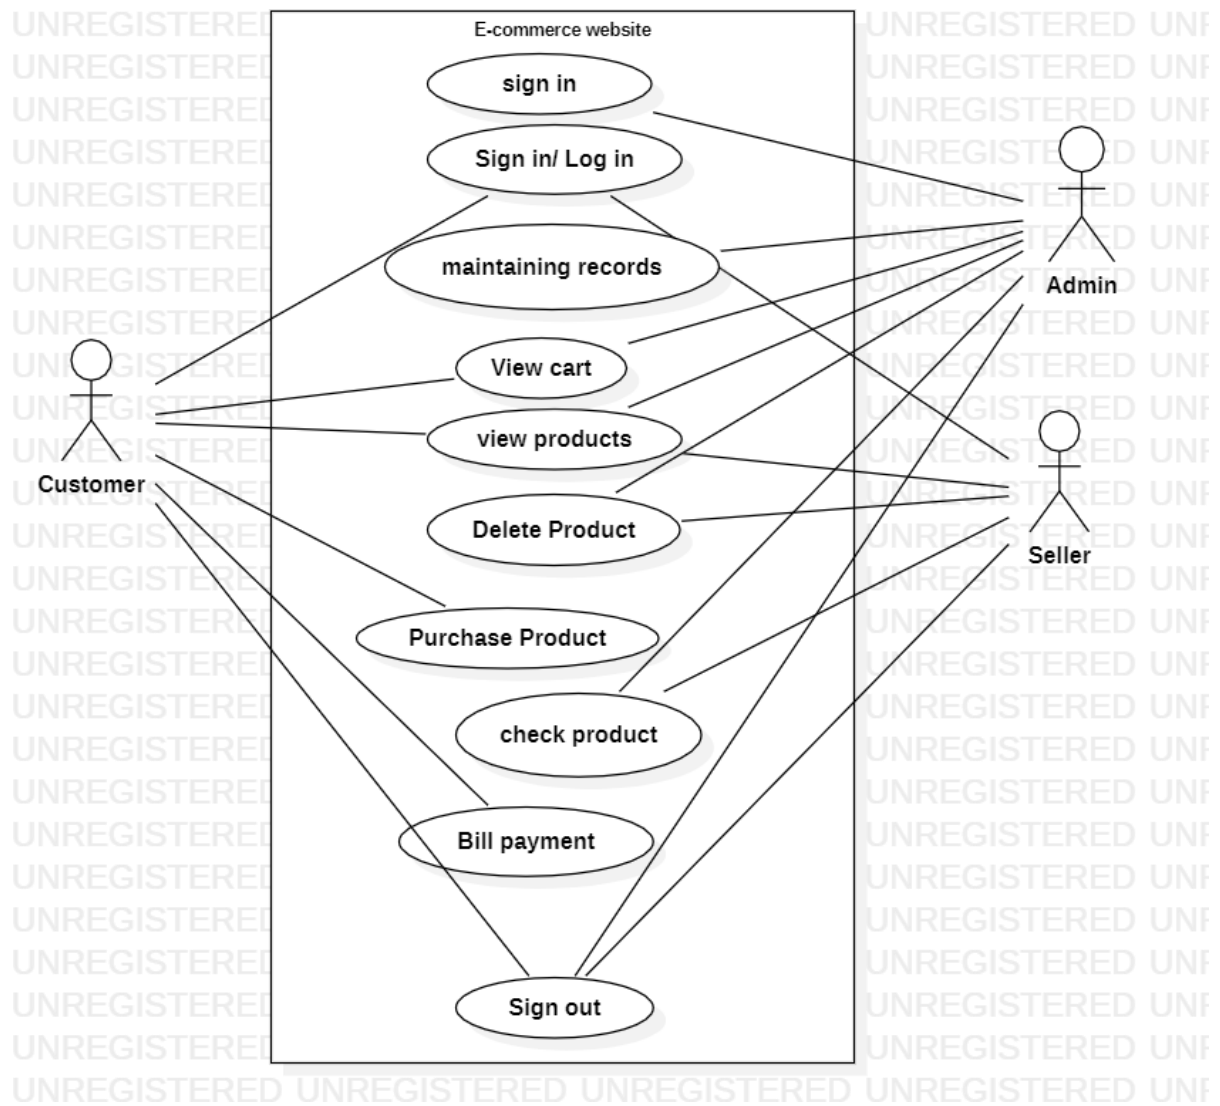 E-commerce website
sign in
Sign in/ Log in
maintaining records
Admin
View cart
view products
Customer
Delete Product
Seller
Purchase Product
check product
Bill payment
Sign out
UNREGISTERED UNREGISTERED UNREGISTERED UNREGISTERED UNR